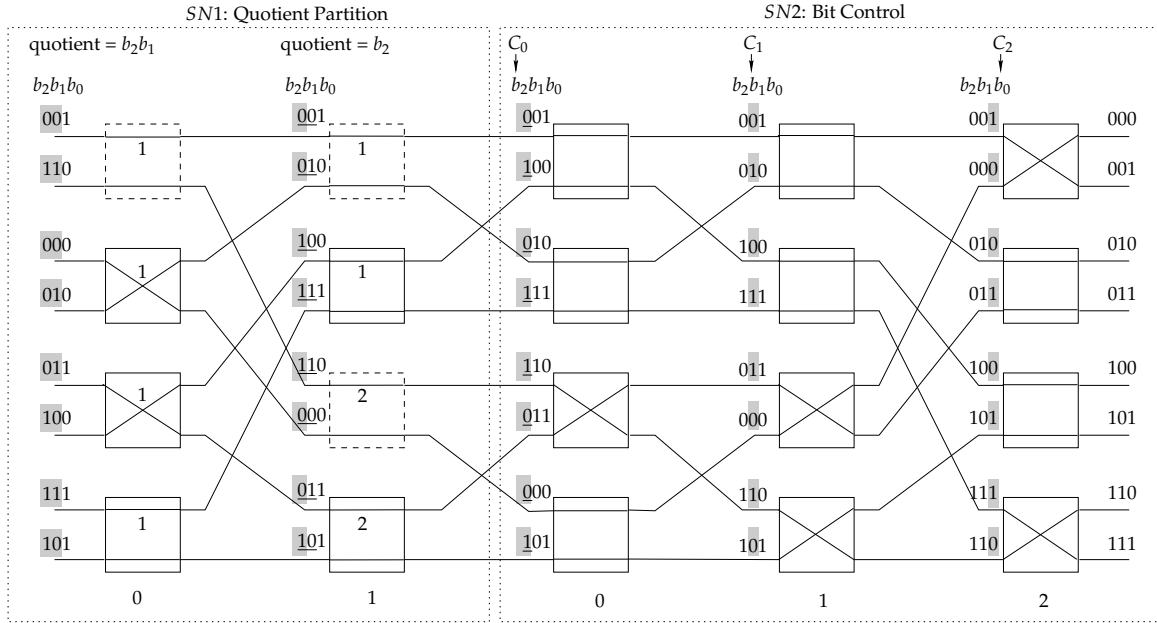 SN1: Quotient Partition SN2: Bit Control
quotient = b₂b₁ quotient = b₂ C₀ C₁ C₂
b₂b₁b₀ b₂b₁b₀ b₂b₁b₀ b₂b₁b₀ b₂b₁b₀
001 001 001 001 001 000
1 1
110 010 100 010 000 001
000 100 010 100 010 010
1 1
010 111 111 111 011 011
011 110 110 011 100 100
1 2
100 000 011 000 101 101
111 011 000 110 111 110
1 2
101 101 101 101 110 111
0 1 0 1 2